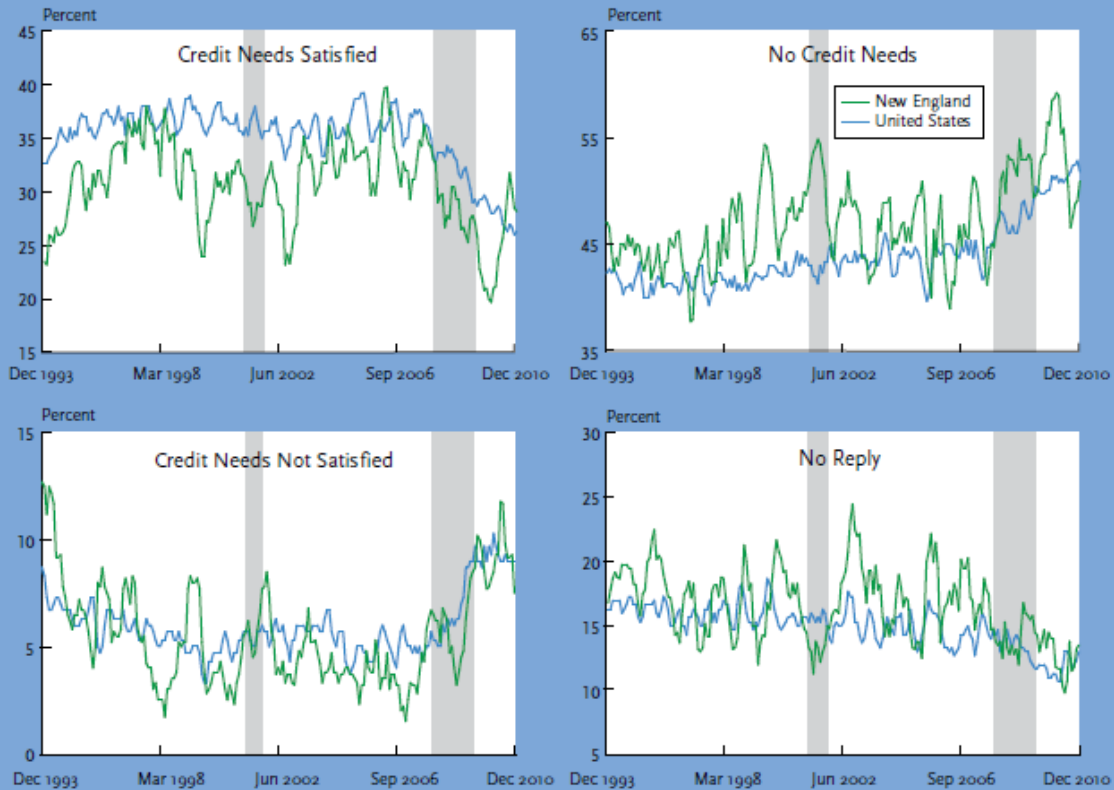 Percent
45
Credit Needs Satisfied
40
35
30
25
20
15
Dec 1993
Mar 1998
Jun 2002
Sep 2006
Dec 2010
Percent
65
No Credit Needs
New England
United States
55
45
35
Dec 1993
Mar 1998
Jun 2002
Sep 2006
Dec 2010
Percent
15
Credit Needs Not Satisfied
10
5
0
Dec 1993
Mar 1998
Jun 2002
Sep 2006
Dec 2010
Percent
30
No Reply
25
20
15
10
5
Dec 1993
Mar 1998
Jun 2002
Sep 2006
Dec 2010